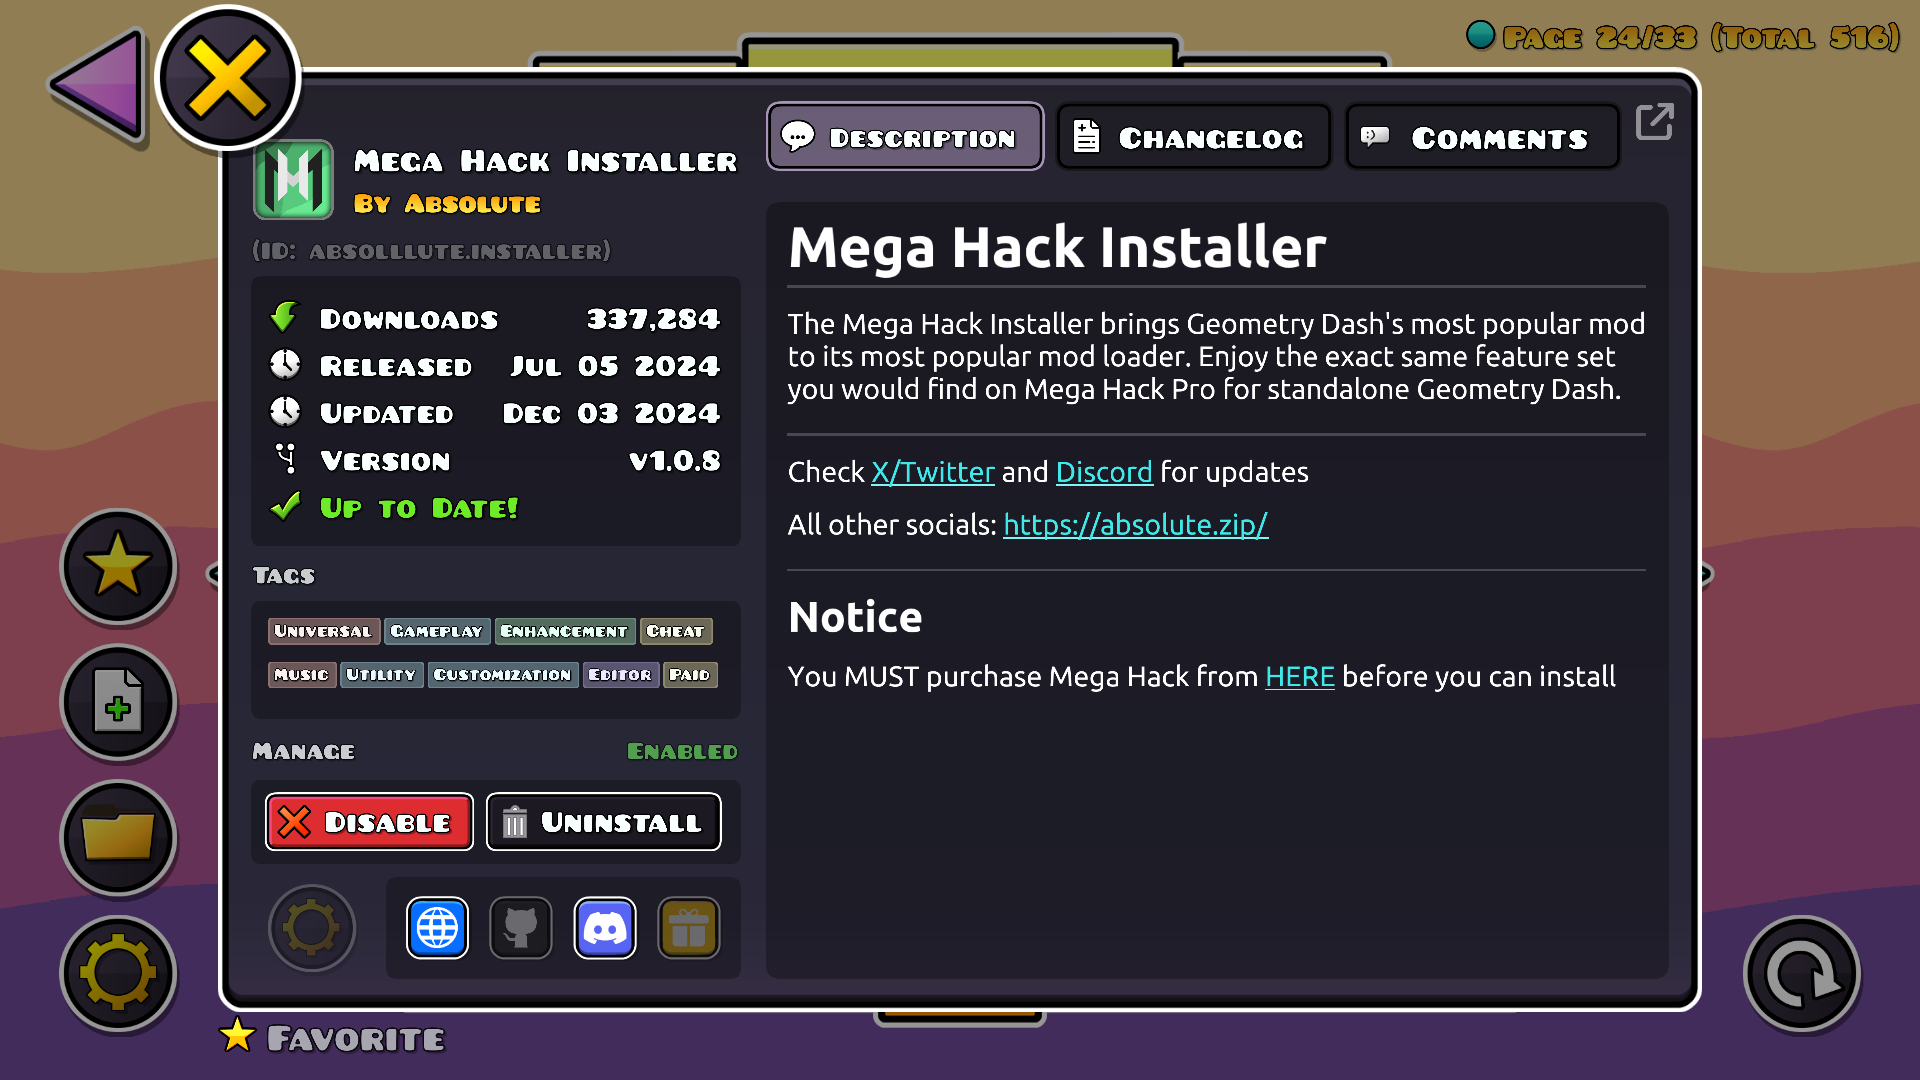 Page 24/33 (Total 516)
Mega Hack Installer
By Absolute
(ID: absolllute.installer)
Downloads 337,284
Released Jul 05 2024
Updated Dec 03 2024
Version v1.0.8
Up to Date!
Tags
Universal Gameplay Enhancement Cheat
Music Utility Customization Editor Paid
Manage Enabled
Disable Uninstall
Favorite
Description Changelog Comments
Mega Hack Installer
The Mega Hack Installer brings Geometry Dash's most popular mod
to its most popular mod loader. Enjoy the exact same feature set
you would find on Mega Hack Pro for standalone Geometry Dash.
Check X/Twitter and Discord for updates
All other socials: https://absolute.zip/
Notice
You MUST purchase Mega Hack from HERE before you can install